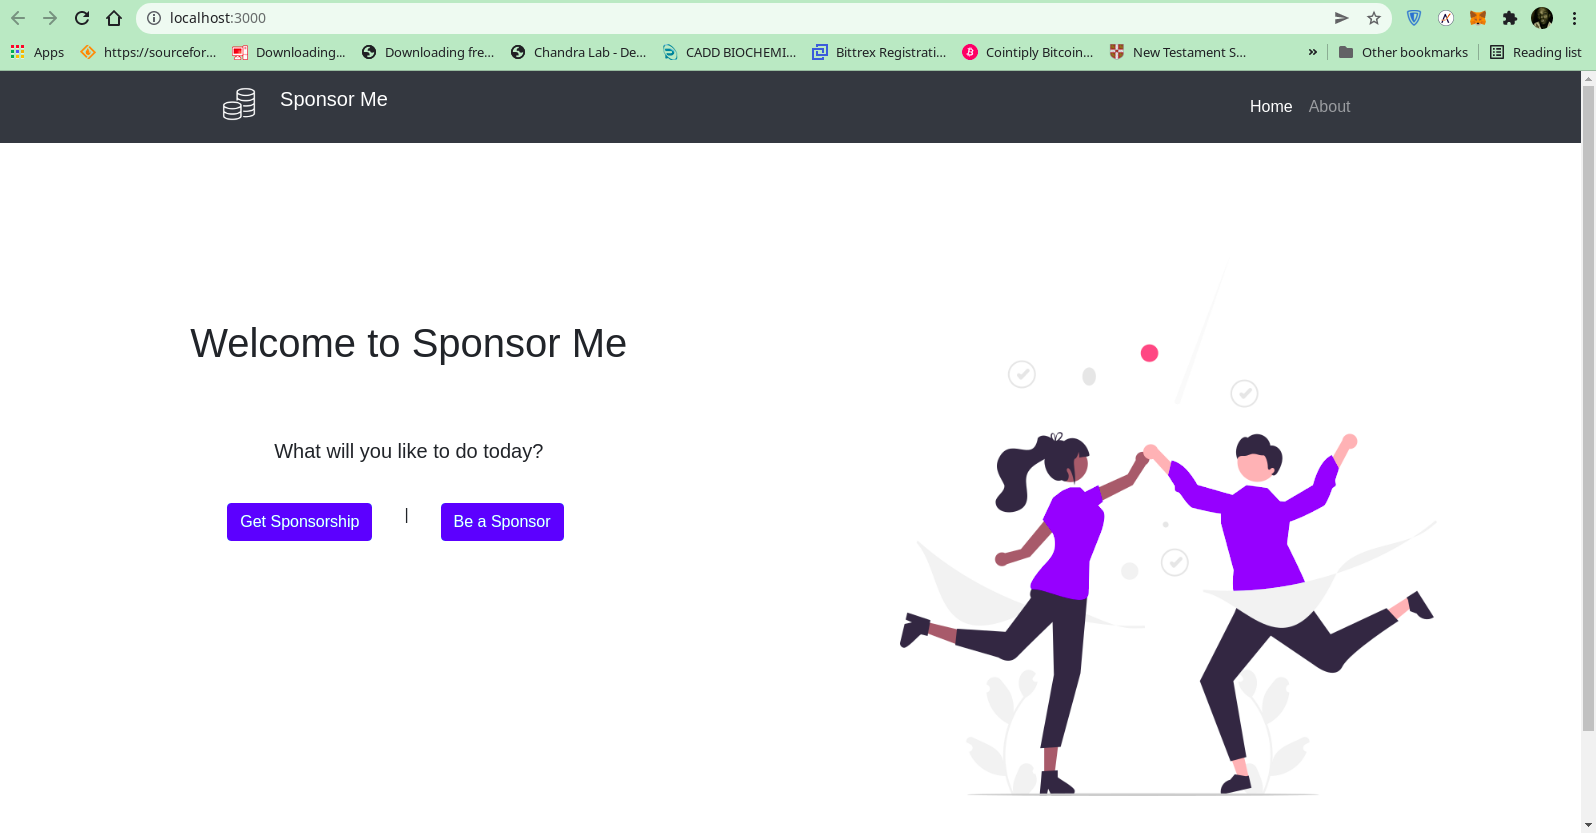 localhost:3000
Apps https://sourcefor... Downloading... Downloading fre... Chandra Lab - De... CADD BIOCHEMI... Bittrex Registrati... Cointiply Bitcoin... New Testament S... » Other bookmarks Reading list
Sponsor Me Home About
Welcome to Sponsor Me
What will you like to do today?
Get Sponsorship | Be a Sponsor